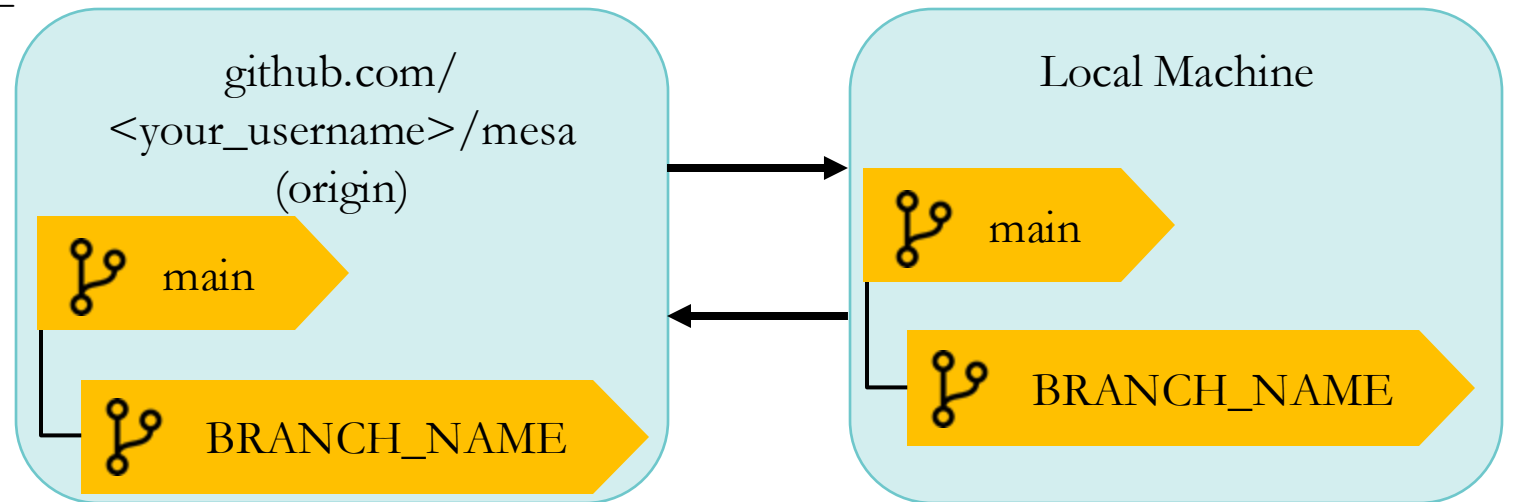 github.com/
<your_username>/mesa
(origin)
main
BRANCH_NAME
Local Machine
main
BRANCH_NAME